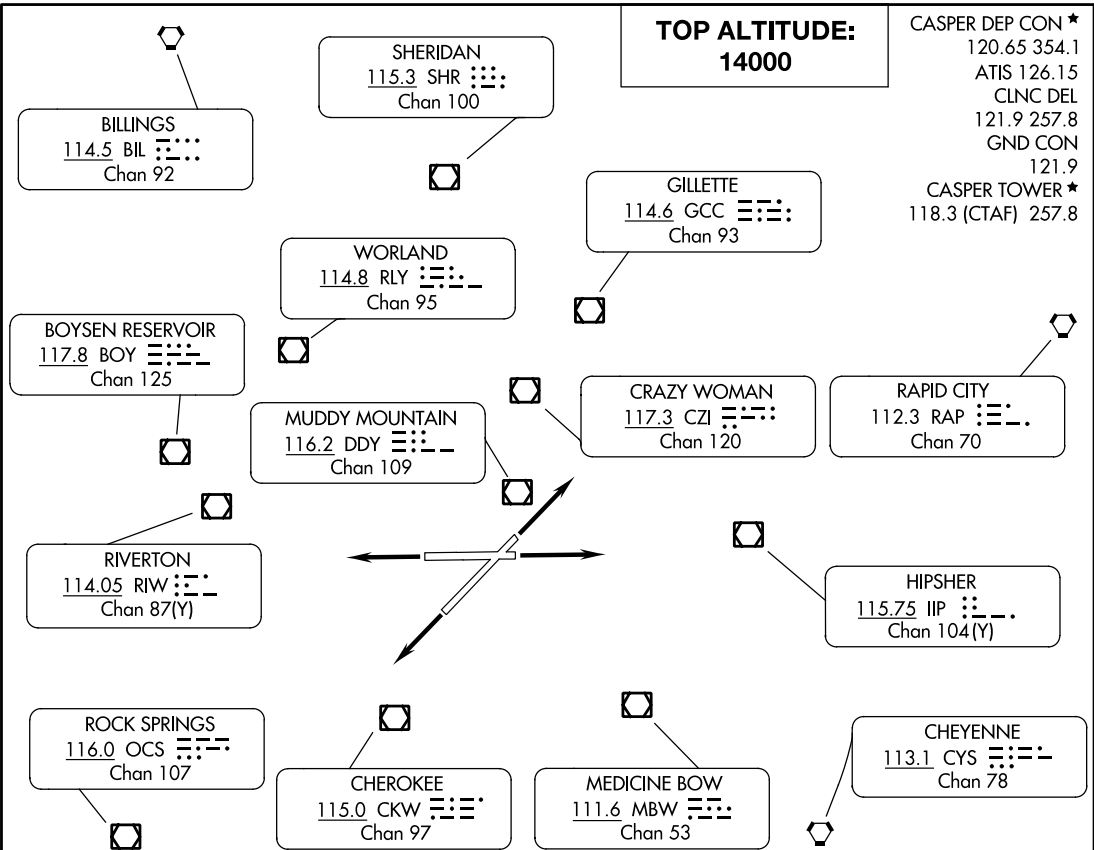 TOP ALTITUDE:
14000
CASPER DEP CON ★
120.65 354.1
ATIS 126.15
CLNC DEL
121.9 257.8
GND CON
121.9
CASPER TOWER ★
118.3 (CTAF) 257.8
SHERIDAN
115.3 SHR
Chan 100
BILLINGS
114.5 BIL
Chan 92
GILLETTE
114.6 GCC
Chan 93
WORLAND
114.8 RLY
Chan 95
BOYSEN RESERVOIR
117.8 BOY
Chan 125
MUDDY MOUNTAIN
116.2 DDY
Chan 109
CRAZY WOMAN
117.3 CZI
Chan 120
RAPID CITY
112.3 RAP
Chan 70
RIVERTON
114.05 RIW
Chan 87(Y)
HIPSHER
115.75 IIP
Chan 104(Y)
ROCK SPRINGS
116.0 OCS
Chan 107
CHEROKEE
115.0 CKW
Chan 97
MEDICINE BOW
111.6 MBW
Chan 53
CHEYENNE
113.1 CYS
Chan 78